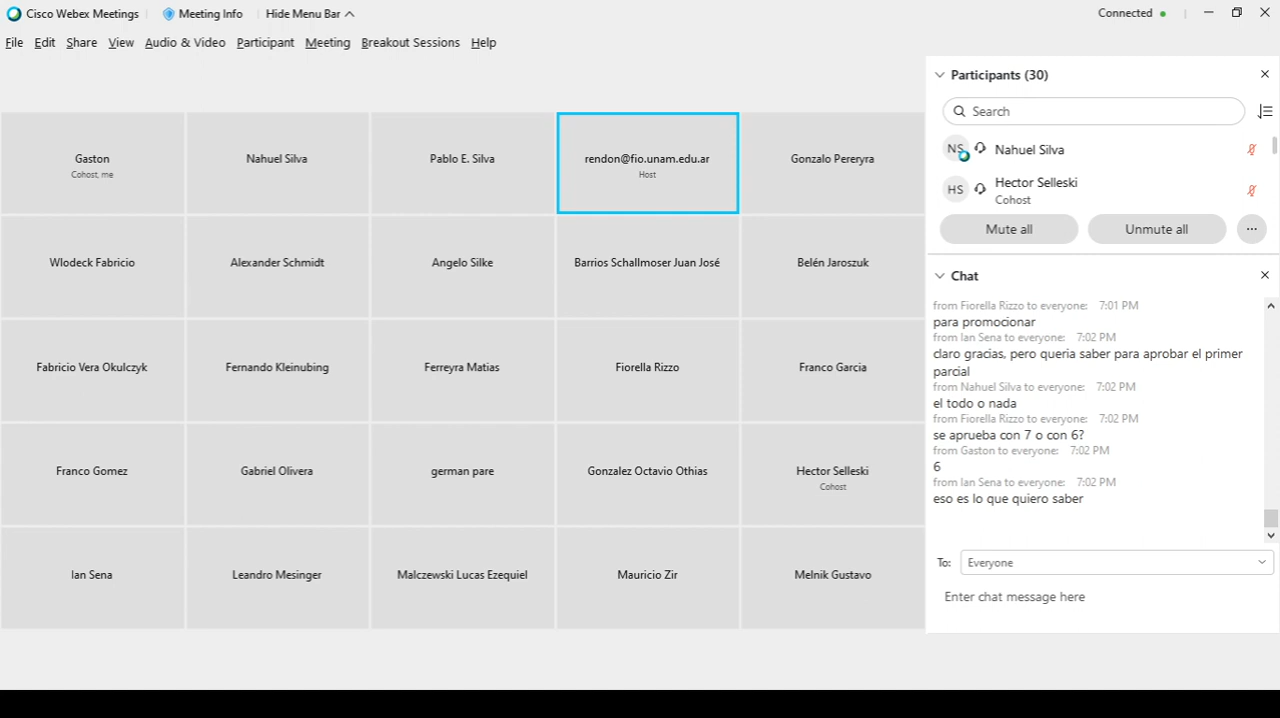 Cisco Webex Meetings
Meeting Info
Hide Menu Bar
Connected
File Edit Share View Audio & Video Participant Meeting Breakout Sessions Help
Gaston
Cohost, me
Nahuel Silva
Pablo E. Silva
rendon@fio.unam.edu.ar
Host
Gonzalo Pereryra
Wlodeck Fabricio
Alexander Schmidt
Angelo Silke
Barrios Schallmoser Juan José
Belén Jaroszuk
Fabricio Vera Okulczyk
Fernando Kleinubing
Ferreyra Matias
Fiorella Rizzo
Franco Garcia
Franco Gomez
Gabriel Olivera
german pare
Gonzalez Octavio Othias
Hector Selleski
Cohost
Ian Sena
Leandro Mesinger
Malczewski Lucas Ezequiel
Mauricio Zir
Melnik Gustavo
Participants (30)
Search
NS
Nahuel Silva
HS
Hector Selleski
Cohost
Mute all
Unmute all
...
Chat
from Fiorella Rizzo to everyone: 7:01 PM
para promocionar
from Ian Sena to everyone: 7:02 PM
claro gracias, pero queria saber para aprobar el primer
parcial
from Nahuel Silva to everyone: 7:02 PM
el todo o nada
from Fiorella Rizzo to everyone: 7:02 PM
se aprueba con 7 o con 6?
from Gaston to everyone: 7:02 PM
6
from Ian Sena to everyone: 7:02 PM
eso es lo que quiero saber
To: Everyone
Enter chat message here